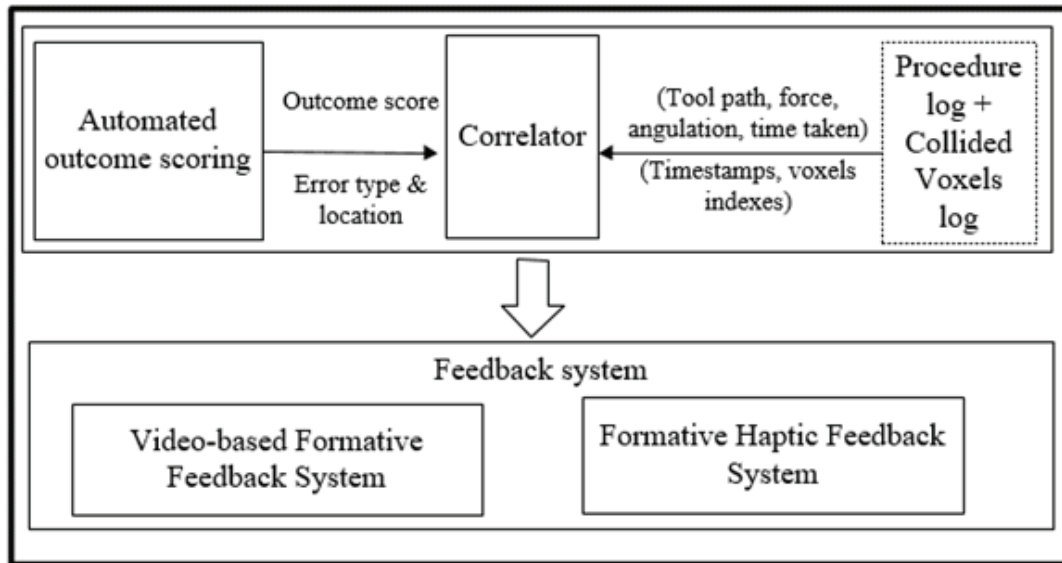 Automated
outcome scoring
Outcome score
Error type &
location
Correlator
(Tool path, force,
angulation, time taken)
(Timestamps, voxels
indexes)
Procedure
log +
Collided
Voxels
log
Feedback system
Video-based Formative
Feedback System
Formative Haptic Feedback
System